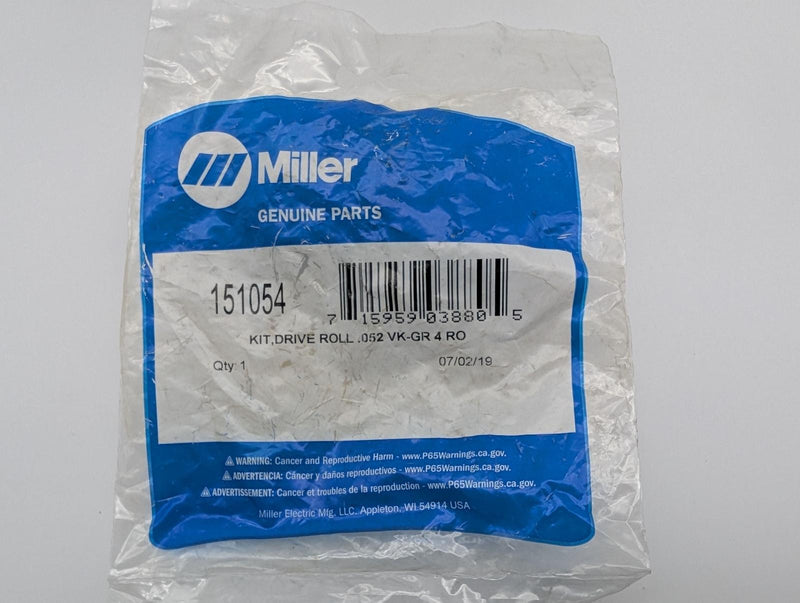 Miller
GENUINE PARTS
151054
7 15959 03880 5
KIT,DRIVE ROLL .052 VK-GR 4 RO
Qty: 1 07/02/19
WARNING: Cancer and Reproductive Harm - www.P65Warnings.ca.gov.
ADVERTENCIA: Cáncer y daños reproductivos - www.P65Warnings.ca.gov.
ADVERTISSEMENT: Cancer et troubles de la reproduction - www.P65Warnings.ca.gov.
Miller Electric Mfg. LLC. Appleton, WI 54914 USA